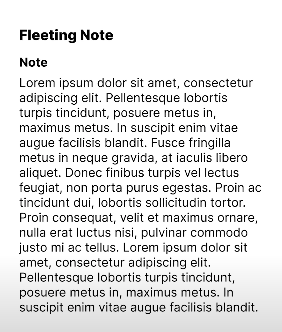 Fleeting Note
Note
Lorem ipsum dolor sit amet, consectetur
adipiscing elit. Pellentesque lobortis
turpis tincidunt, posuere metus in,
maximus metus. In suscipit enim vitae
augue facilisis blandit. Fusce fringilla
metus in neque gravida, at iaculis libero
aliquet. Donec finibus turpis vel lectus
feugiat, non porta purus egestas. Proin ac
tincidunt dui, lobortis sollicitudin tortor.
Proin consequat, velit et maximus ornare,
nulla erat luctus nisi, pulvinar commodo
justo mi ac tellus. Lorem ipsum dolor sit
amet, consectetur adipiscing elit.
Pellentesque lobortis turpis tincidunt,
posuere metus in, maximus metus. In
suscipit enim vitae augue facilisis blandit.